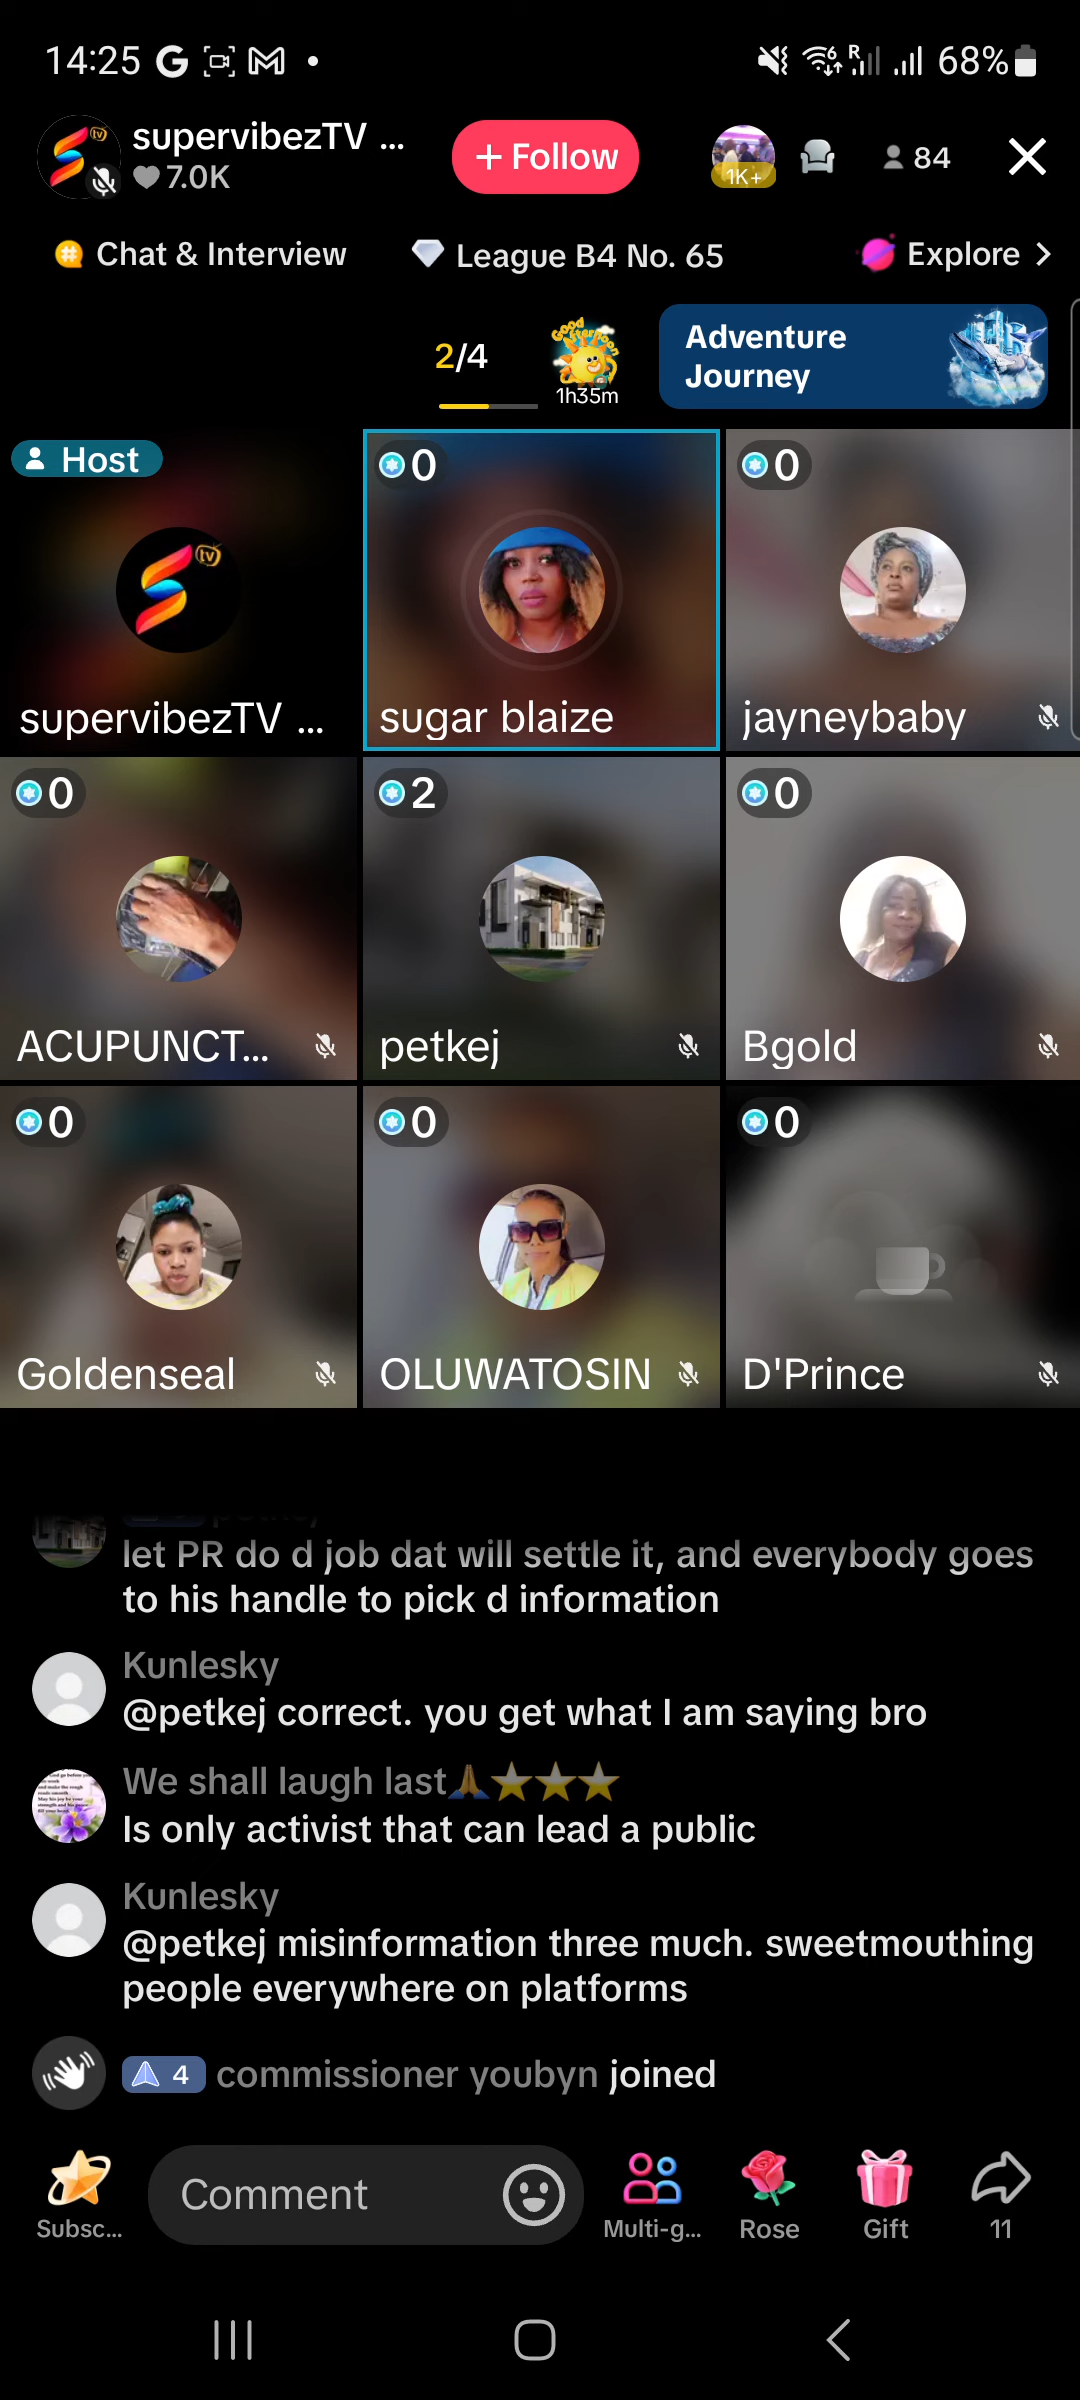 14:25
68%
supervibezTV ...
7.0K
+ Follow
1K+
84
Chat & Interview
League B4 No. 65
Explore >
2/4
Good Afternoon
1h35m
Adventure
Journey
Host
tv
supervibezTV ...
0
sugar blaize
0
jayneybaby
0
ACUPUNCT...
2
petkej
0
Bgold
0
Goldenseal
0
OLUWATOSIN
0
D'Prince
let PR do d job dat will settle it, and everybody goes
to his handle to pick d information
Kunlesky
@petkej correct. you get what I am saying bro
We shall laugh last🙏⭐⭐⭐
Is only activist that can lead a public
Kunlesky
@petkej misinformation three much. sweetmouthing
people everywhere on platforms
4 commissioner youbyn joined
Subsc...
Comment
Multi-g...
Rose
Gift
11